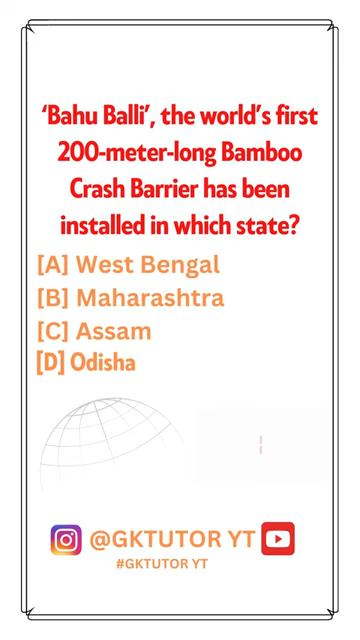 ‘Bahu Balli’, the world’s first
200-meter-long Bamboo
Crash Barrier has been
installed in which state?
[A] West Bengal
[B] Maharashtra
[C] Assam
[D] Odisha
@GKTUTOR YT
#GKTUTOR YT